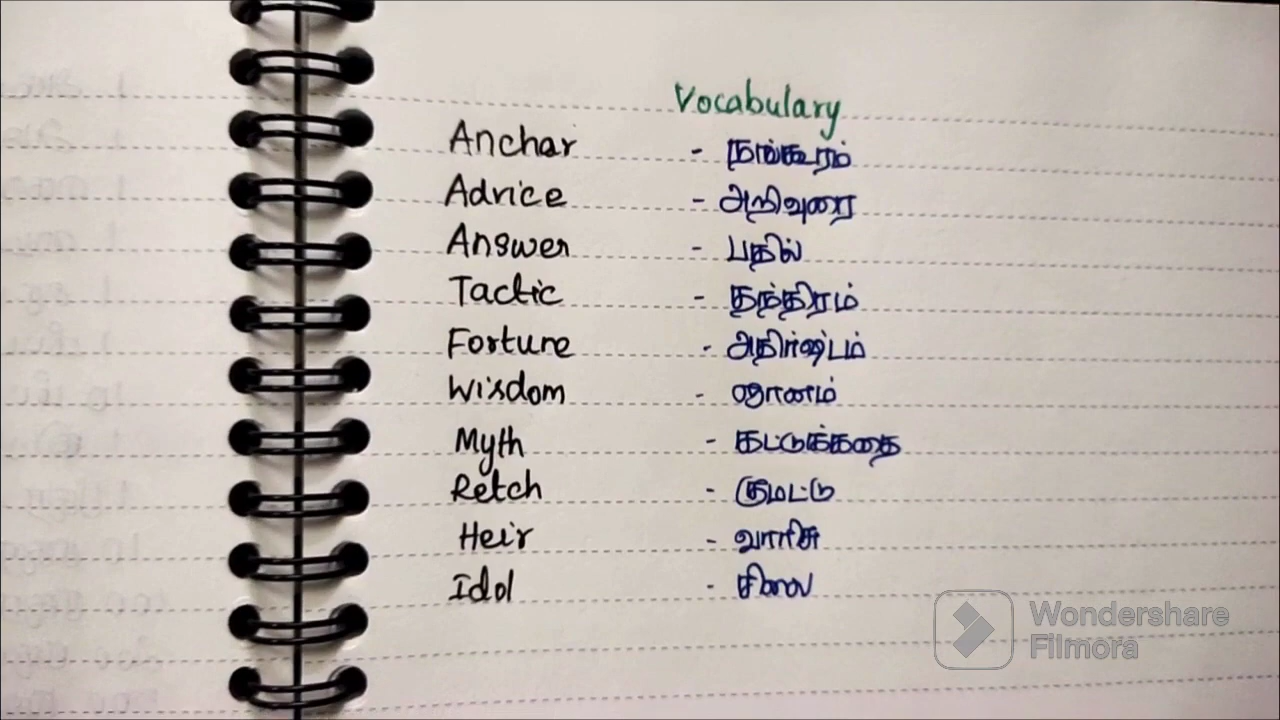 Vocabulary
Anchar - நங்கூரம்
Advice - அறிவுரை
Answer - பதில்
Tactic - தந்திரம்
Fortune - அதிர்ஷ்டம்
Wisdom - ஞானம்
Myth - கட்டுக்கதை
Retch - குமட்டு
Heir - வாரிசு
Idol - சிலை
Wondershare
Filmora